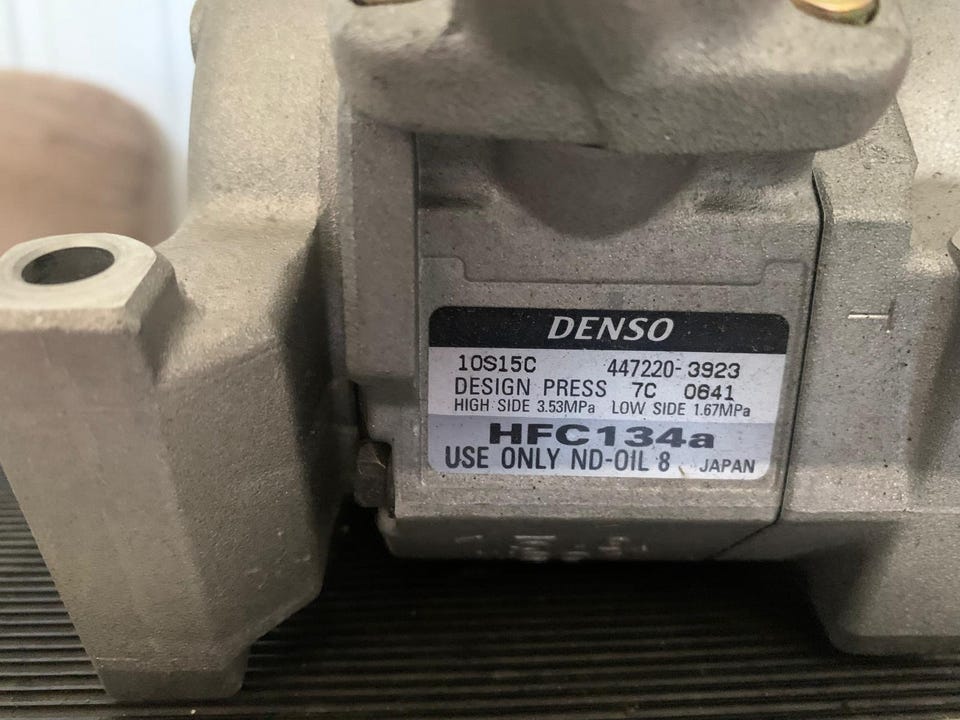 DENSO
10S15C 447220-3923
DESIGN PRESS 7C 0641
HIGH SIDE 3.53MPa LOW SIDE 1.67MPa
HFC134a
USE ONLY ND-OIL 8 JAPAN